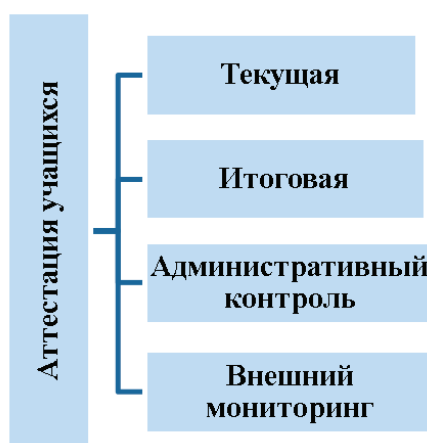 Аттестация учащихся
Текущая
Итоговая
Административный
контроль
Внешний
мониторинг